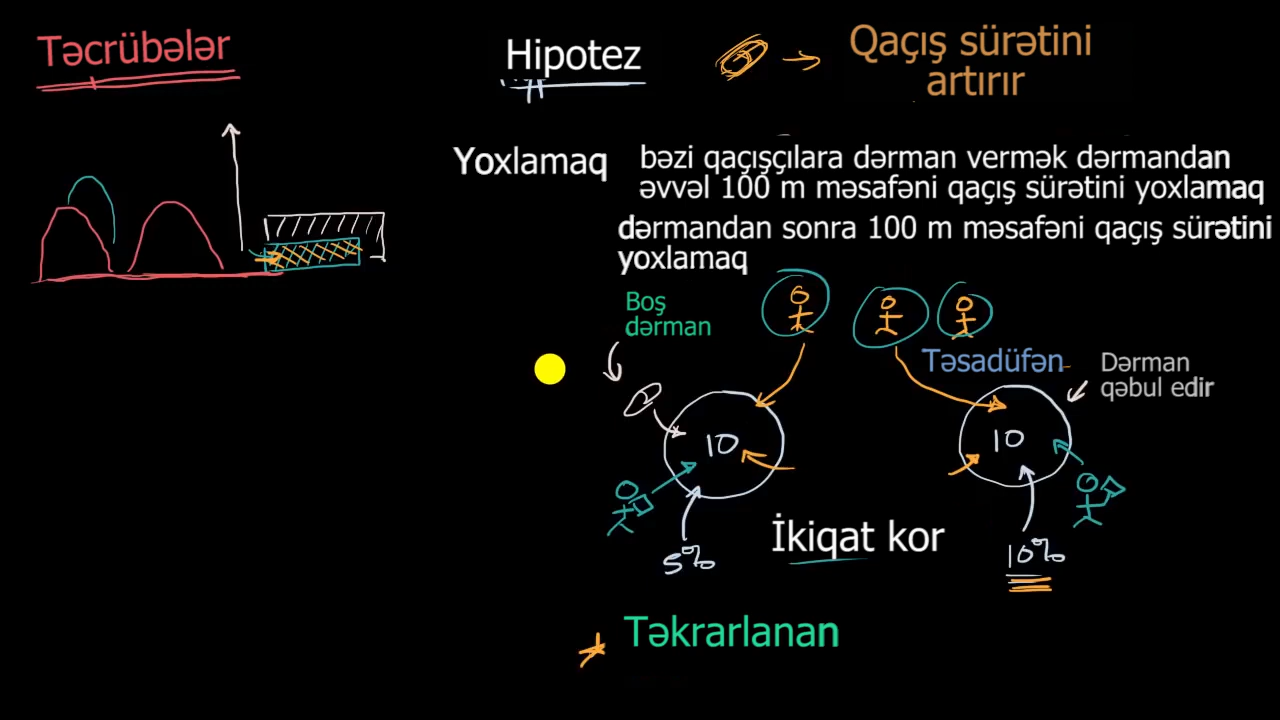 Təcrübələr
Hipotez
Qaçış sürətini
artırır
Yoxlamaq
bəzi qaçışçılara dərman vermək dərmandan
əvvəl 100 m məsafəni qaçış sürətini yoxlamaq
dərmandan sonra 100 m məsafəni qaçış sürətini
yoxlamaq
Boş
dərman
Təsadüfən
Dərman
qəbul edir
10
10
İkiqat kor
5%
10%
Təkrarlanan